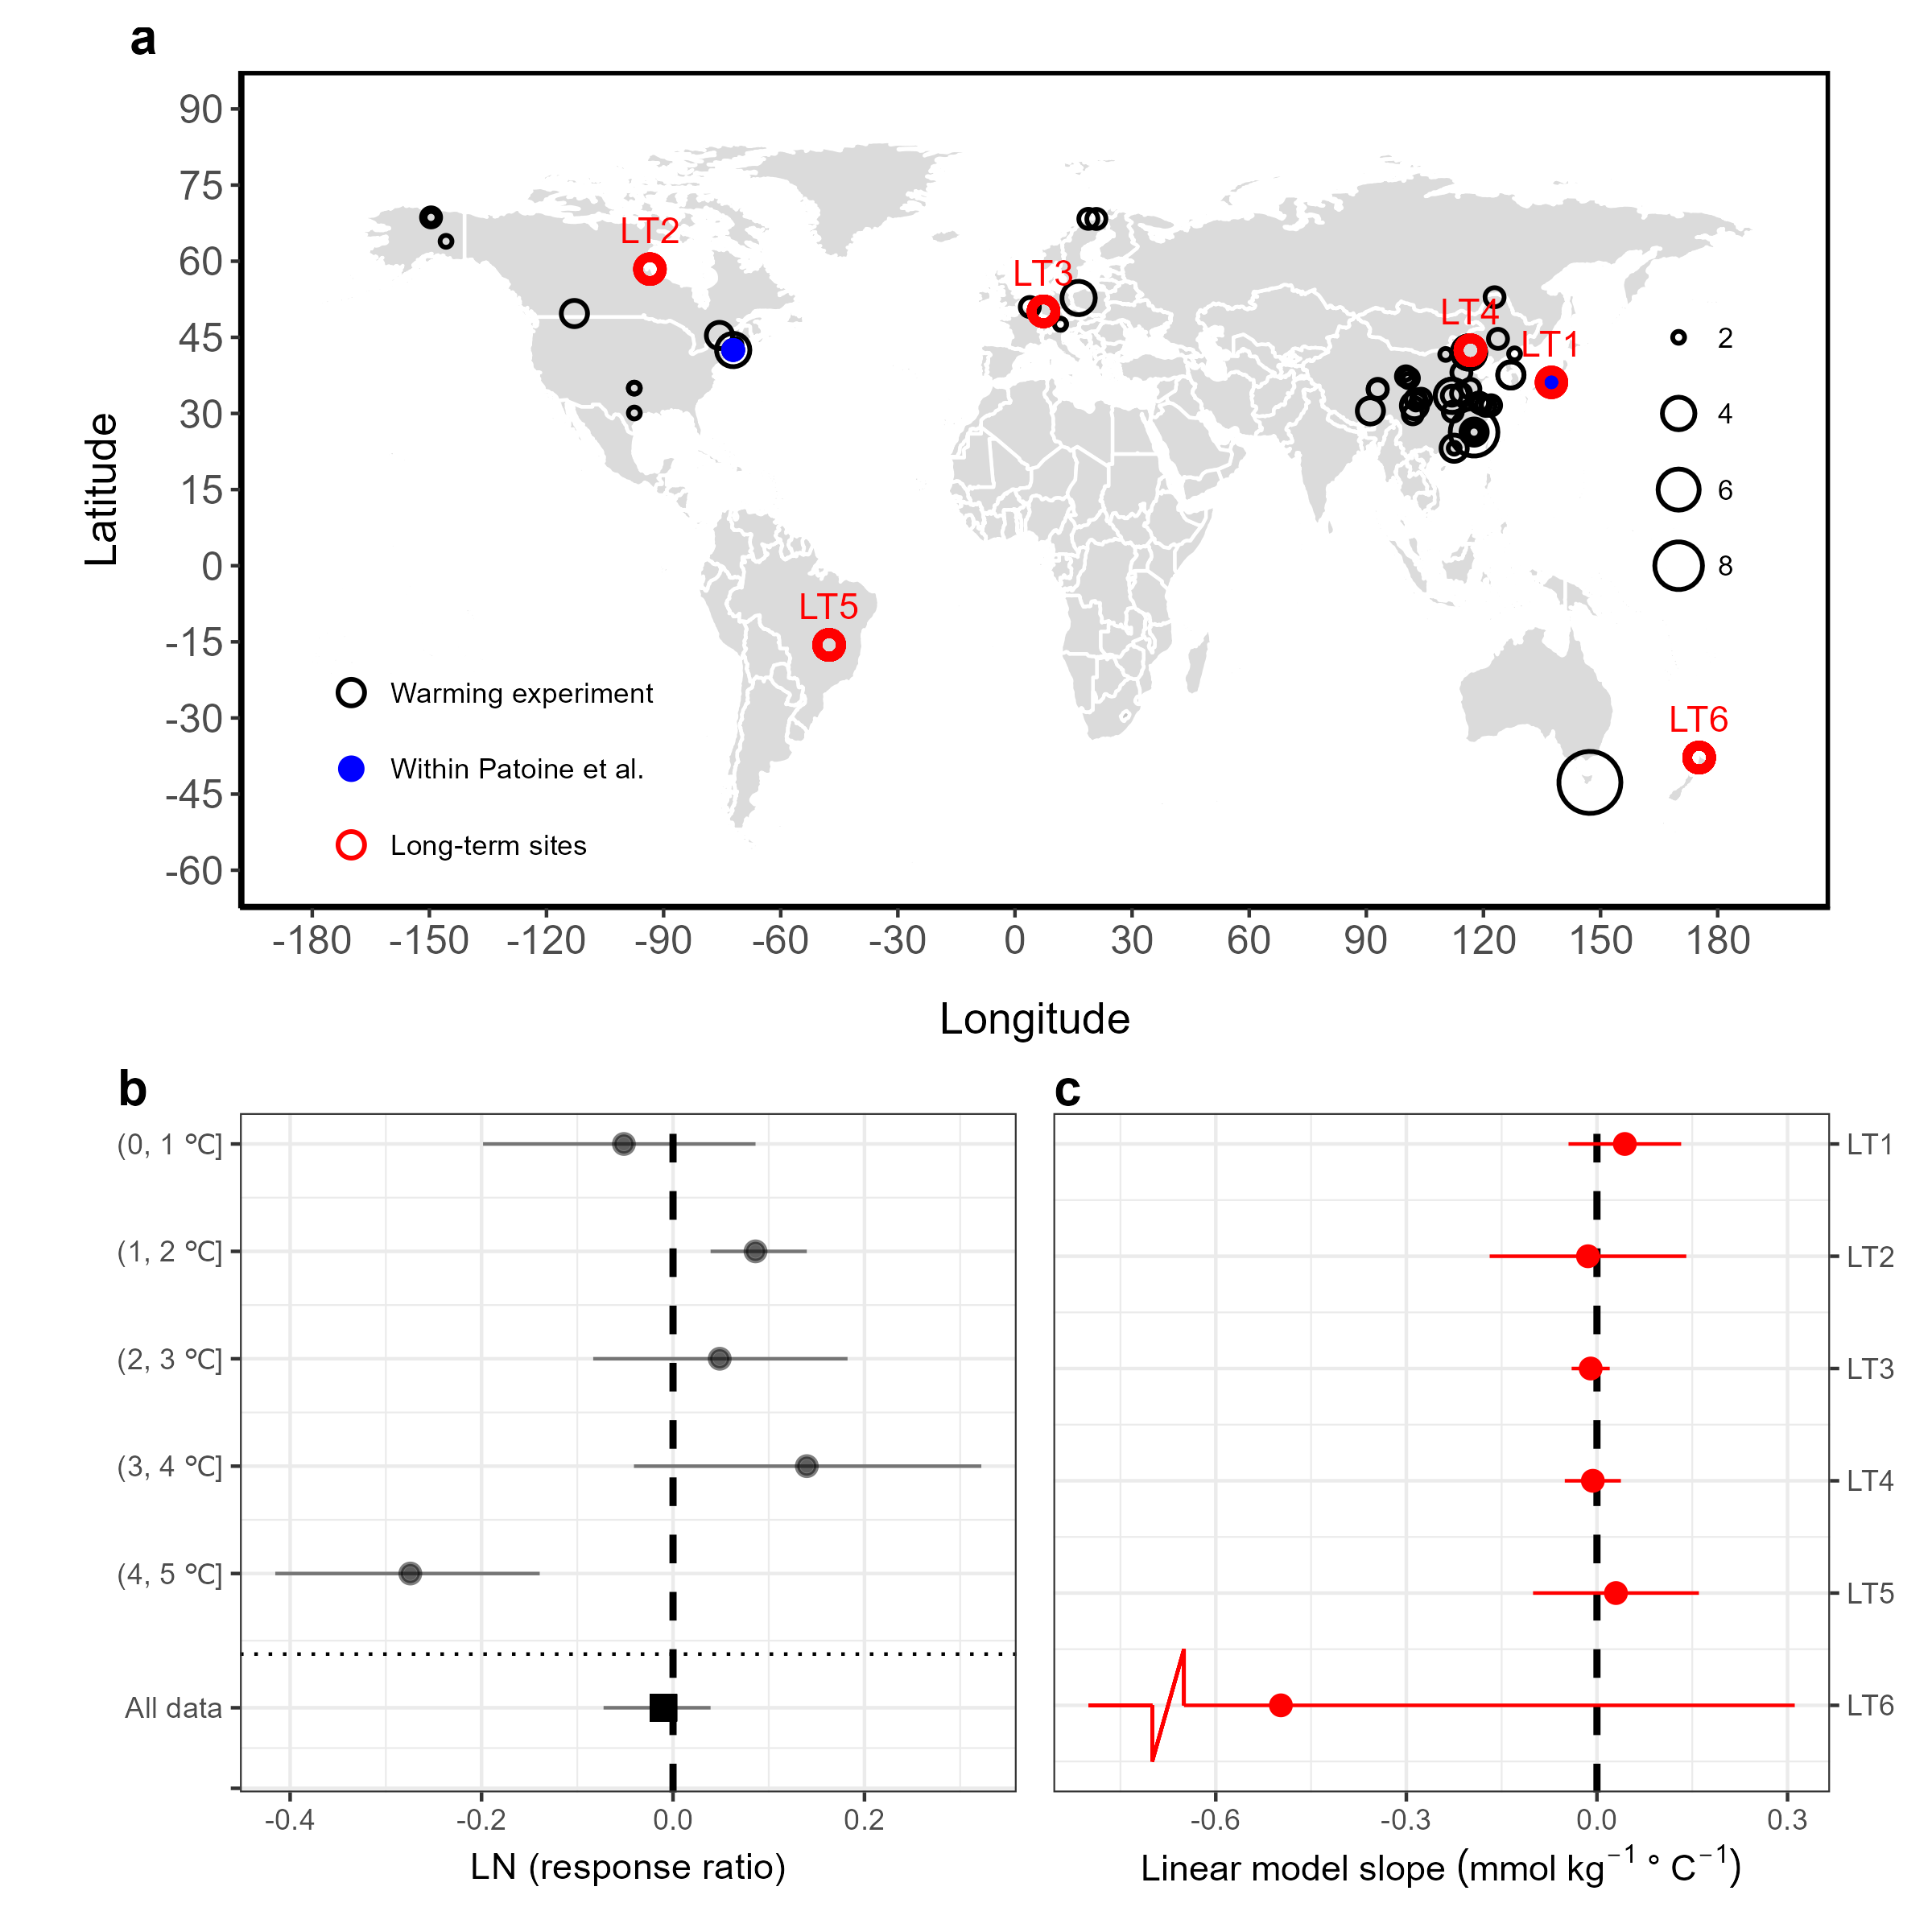 a
90
75
60
45
30
15
0
-15
-30
-45
-60
Latitude
LT2
LT3
LT4
LT1
LT5
LT6
2
4
6
8
Warming experiment
Within Patoine et al.
Long-term sites
-180 -150 -120 -90 -60 -30 0 30 60 90 120 150 180
Longitude
b
(0, 1 °C]
(1, 2 °C]
(2, 3 °C]
(3, 4 °C]
(4, 5 °C]
All data
-0.4 -0.2 0.0 0.2
LN (response ratio)
c
LT1
LT2
LT3
LT4
LT5
LT6
-0.6 -0.3 0.0 0.3
Linear model slope (mmol kg⁻¹ ° C⁻¹)